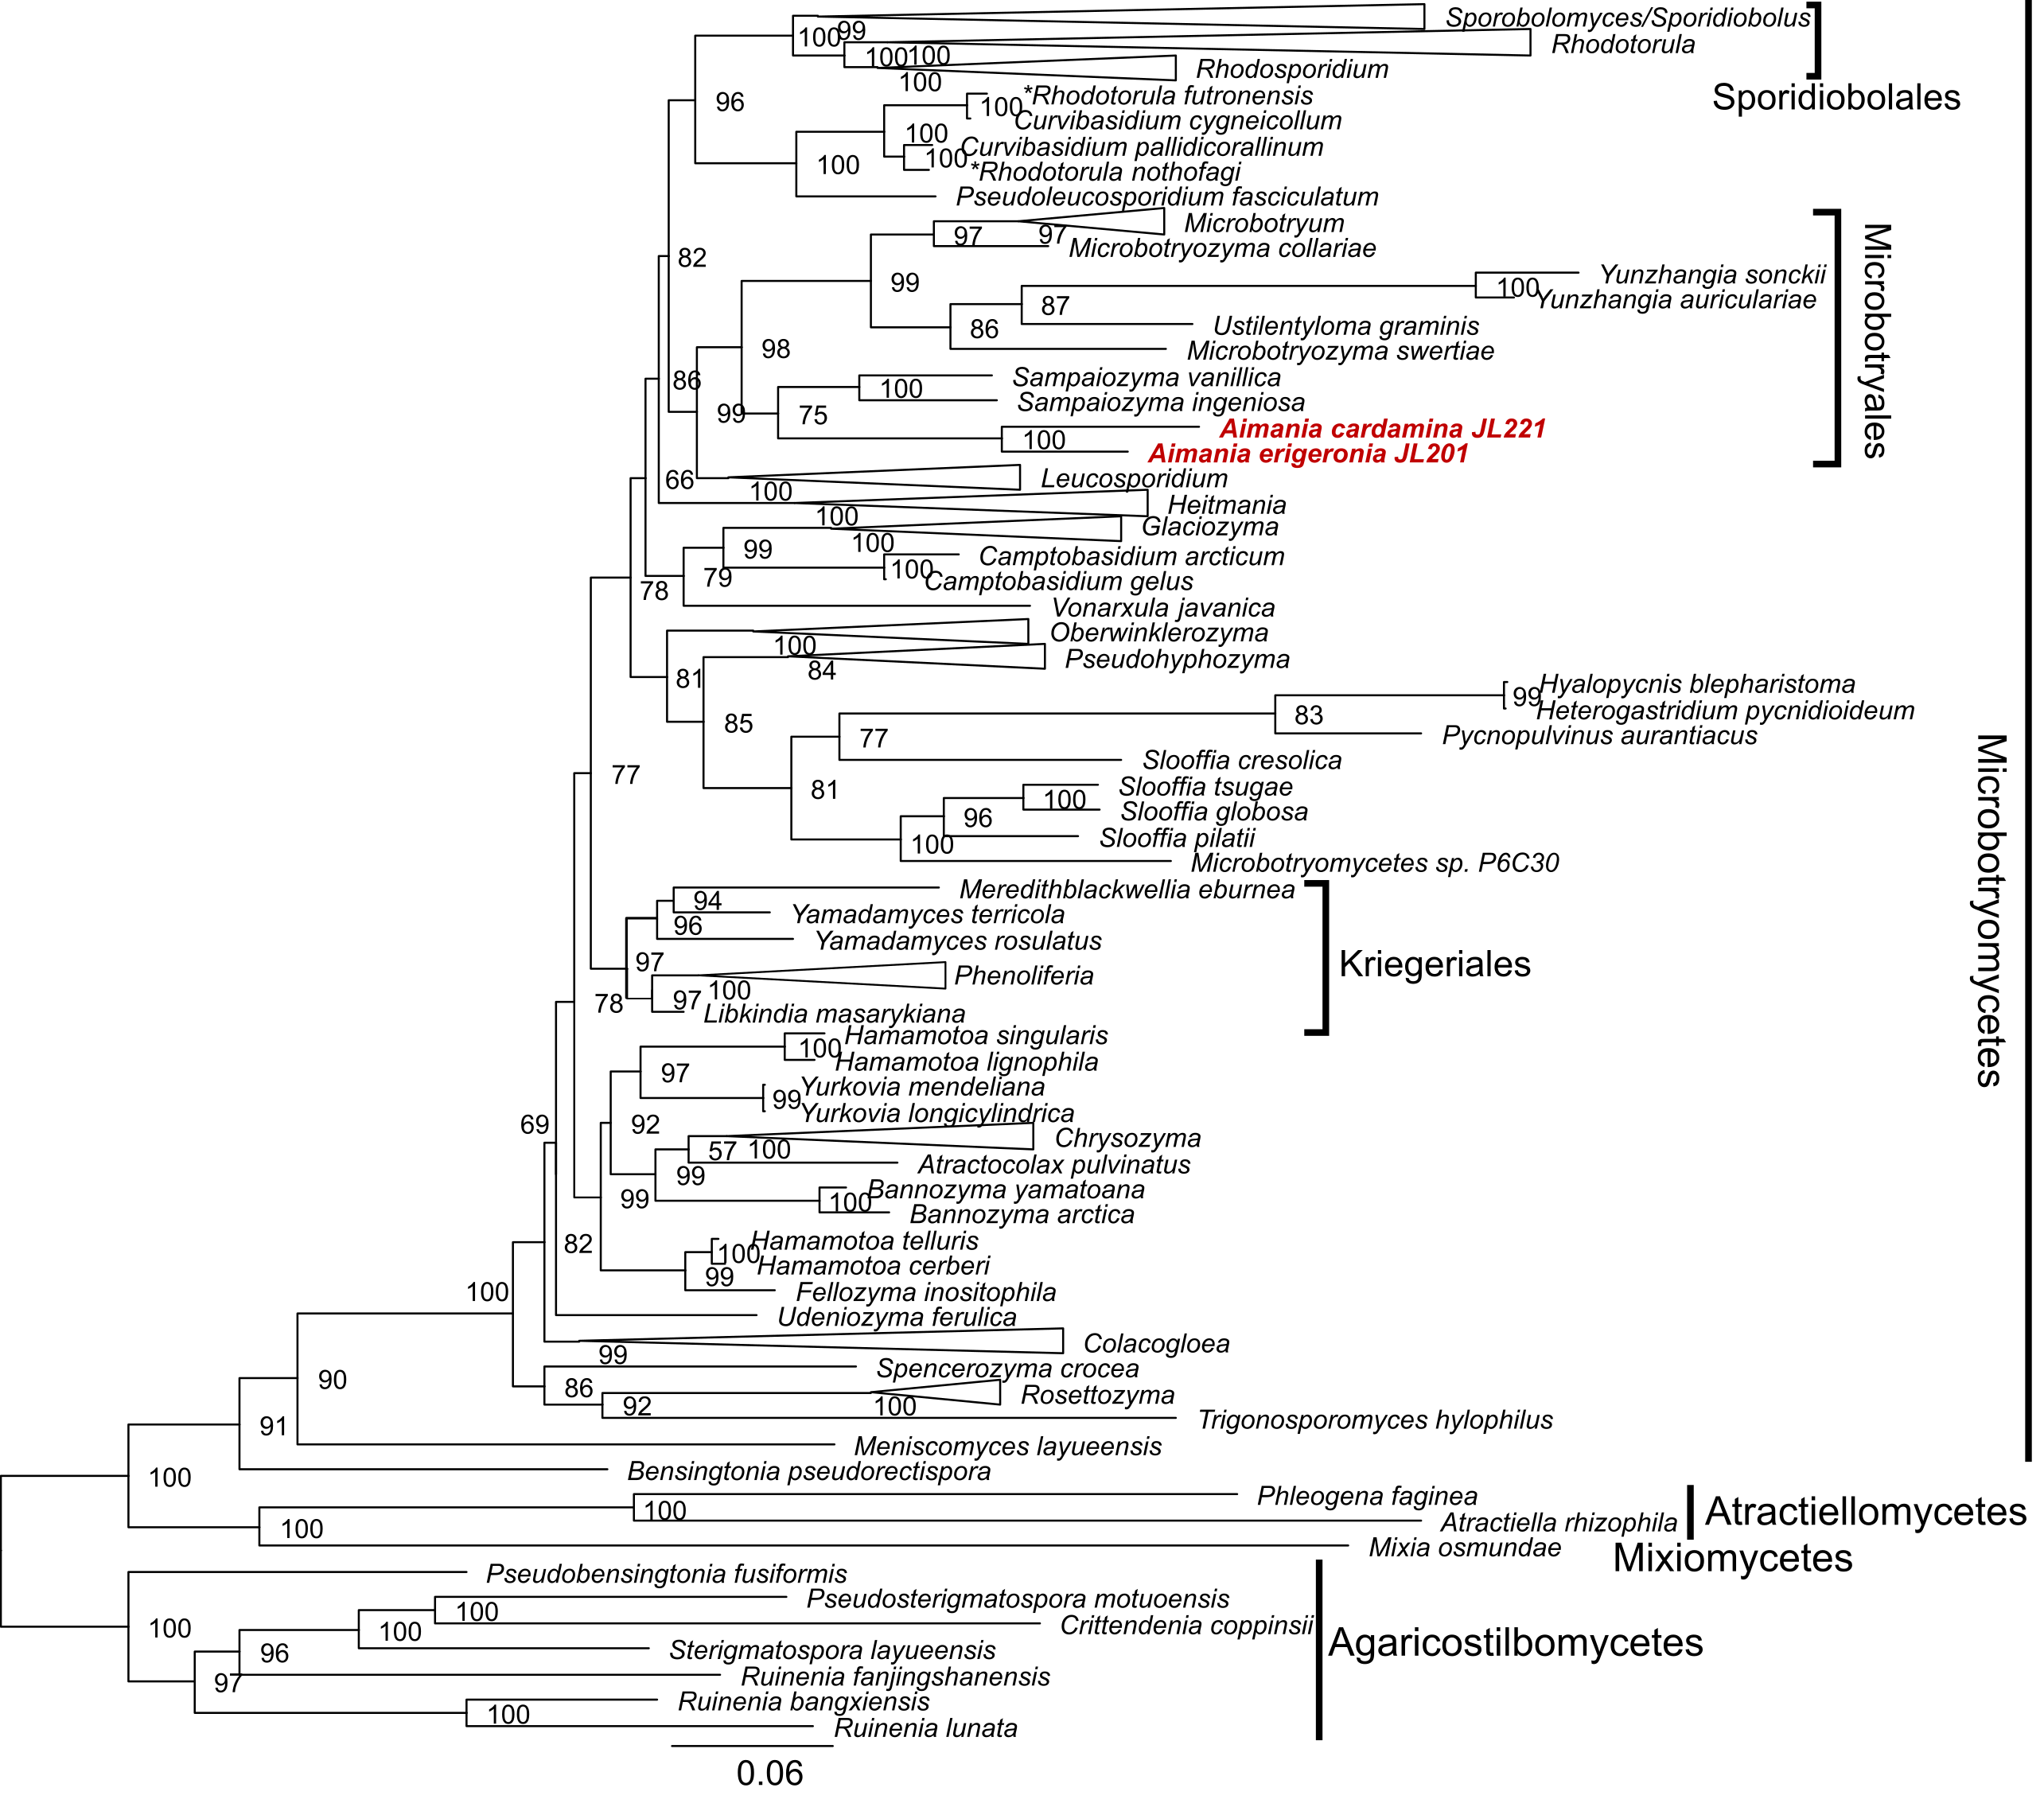 Sporobolomyces/Sporidiobolus
10099
Rhodotorula
100100
Rhodosporidium
100
Sporidiobolales
96
*Rhodotorula futronensis
100
Curvibasidium cygneicollum
100
Curvibasidium pallidicorallinum
100
100
*Rhodotorula nothofagi
Pseudoleucosporidium fasciculatum
Microbotryum
97
97
Microbotryozyma collariae
82
Yunzhangia sonckii
99
100
Yunzhangia auriculariae
87
Ustilentyloma graminis
86
Microbotryozyma swertiae
98
Microbotryales
Sampaiozyma vanillica
86
100
Sampaiozyma ingeniosa
99
75
Aimania cardamina JL221
100
Aimania erigeronia JL201
66
Leucosporidium
100
Heitmania
100
Glaciozyma
100
99
Camptobasidium arcticum
100
79
Camptobasidium gelus
78
Vonarxula javanica
Oberwinklerozyma
100
Pseudohyphozyma
84
81
Hyalopycnis blepharistoma
99
Heterogastridium pycnidioideum
83
85
Pycnopulvinus aurantiacus
77
Slooffia cresolica
77
Slooffia tsugae
81
100
Slooffia globosa
96
Slooffia pilatii
100
Microbotryomycetes sp. P6C30
Microbotryomycetes
Meredithblackwellia eburnea
94
Yamadamyces terricola
96
Yamadamyces rosulatus
97
Kriegeriales
Phenoliferia
100
78
97
Libkindia masarykiana
Hamamotoa singularis
100
Hamamotoa lignophila
97
Yurkovia mendeliana
99
Yurkovia longicylindrica
69
92
Chrysozyma
57
100
Atractocolax pulvinatus
99
Bannozyma yamatoana
99
100
Bannozyma arctica
82
Hamamotoa telluris
100
Hamamotoa cerberi
99
Fellozyma inositophila
100
Udeniozyma ferulica
Colacogloea
99
Spencerozyma crocea
90
86
Rosettozyma
92
100
Trigonosporomyces hylophilus
91
Meniscomyces layueensis
Bensingtonia pseudorectispora
100
Phleogena faginea
100
Atractiella rhizophila
Atractiellomycetes
100
Mixia osmundae
Mixiomycetes
Pseudobensingtonia fusiformis
Pseudosterigmatospora motuoensis
100
Crittendenia coppinsii
100
100
Agaricostilbomycetes
96
Sterigmatospora layueensis
Ruinenia fanjingshanensis
97
Ruinenia bangxiensis
100
Ruinenia lunata
0.06